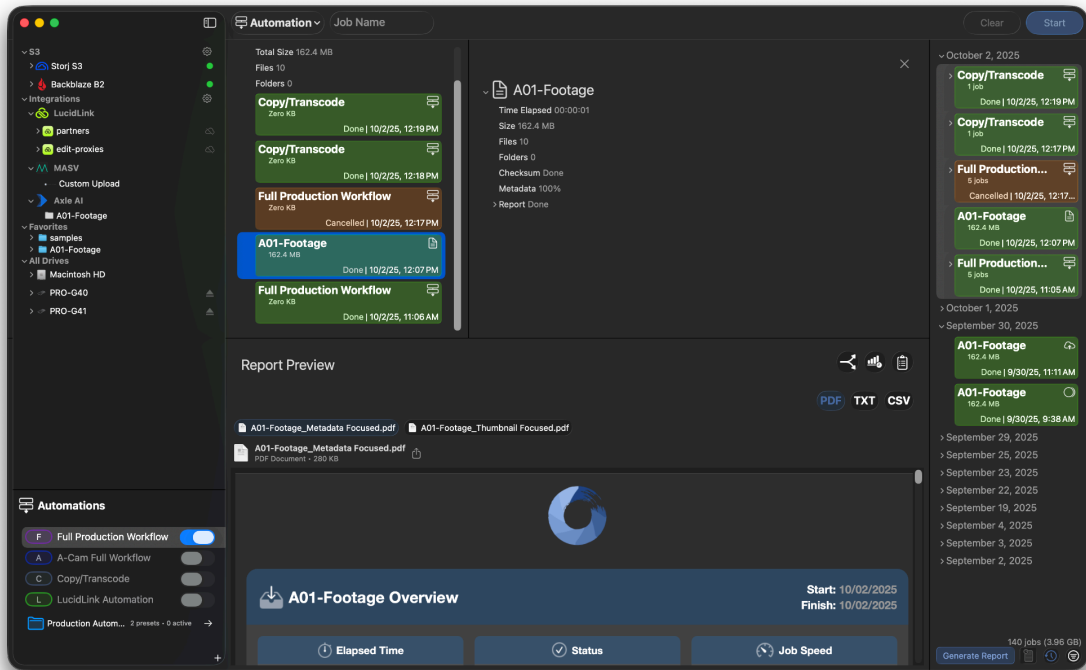 Automation
Job Name
Clear
Start
S3
Storj S3
Backblaze B2
Integrations
LucidLink
partners
edit-proxies
MASV
Custom Upload
Axle AI
A01-Footage
Favorites
samples
A01-Footage
All Drives
Macintosh HD
PRO-G40
PRO-G41
Automations
F Full Production Workflow
A A-Cam Full Workflow
C Copy/Transcode
L LucidLink Automation
Production Autom... 2 presets • 0 active
+
Total Size 162.4 MB
Files 10
Folders 0
Copy/Transcode
Zero KB
Done | 10/2/25, 12:19 PM
Copy/Transcode
Zero KB
Done | 10/2/25, 12:18 PM
Full Production Workflow
Zero KB
Cancelled | 10/2/25, 12:17 PM
A01-Footage
162.4 MB
Done | 10/2/25, 12:07 PM
Full Production Workflow
Zero KB
Done | 10/2/25, 11:06 AM
A01-Footage
Time Elapsed 00:00:01
Size 162.4 MB
Files 10
Folders 0
Checksum Done
Metadata 100%
Report Done
Report Preview
PDF TXT CSV
A01-Footage_Metadata Focused.pdf
A01-Footage_Thumbnail Focused.pdf
A01-Footage_Metadata Focused.pdf
PDF Document • 280 KB
A01-Footage Overview
Start: 10/02/2025
Finish: 10/02/2025
Elapsed Time
Status
Job Speed
October 2, 2025
Copy/Transcode
1 job
Done | 10/2/25, 12:19 PM
Copy/Transcode
1 job
Done | 10/2/25, 12:17 PM
Full Production...
5 jobs
Cancelled | 10/2/25, 12:17...
A01-Footage
162.4 MB
Done | 10/2/25, 12:07 PM
Full Production...
5 jobs
Done | 10/2/25, 11:05 AM
October 1, 2025
September 30, 2025
A01-Footage
162.4 MB
Done | 9/30/25, 11:11 AM
A01-Footage
162.4 MB
Done | 9/30/25, 9:38 AM
September 29, 2025
September 25, 2025
September 23, 2025
September 22, 2025
September 19, 2025
September 4, 2025
September 3, 2025
September 2, 2025
140 jobs (3.96 GB)
Generate Report